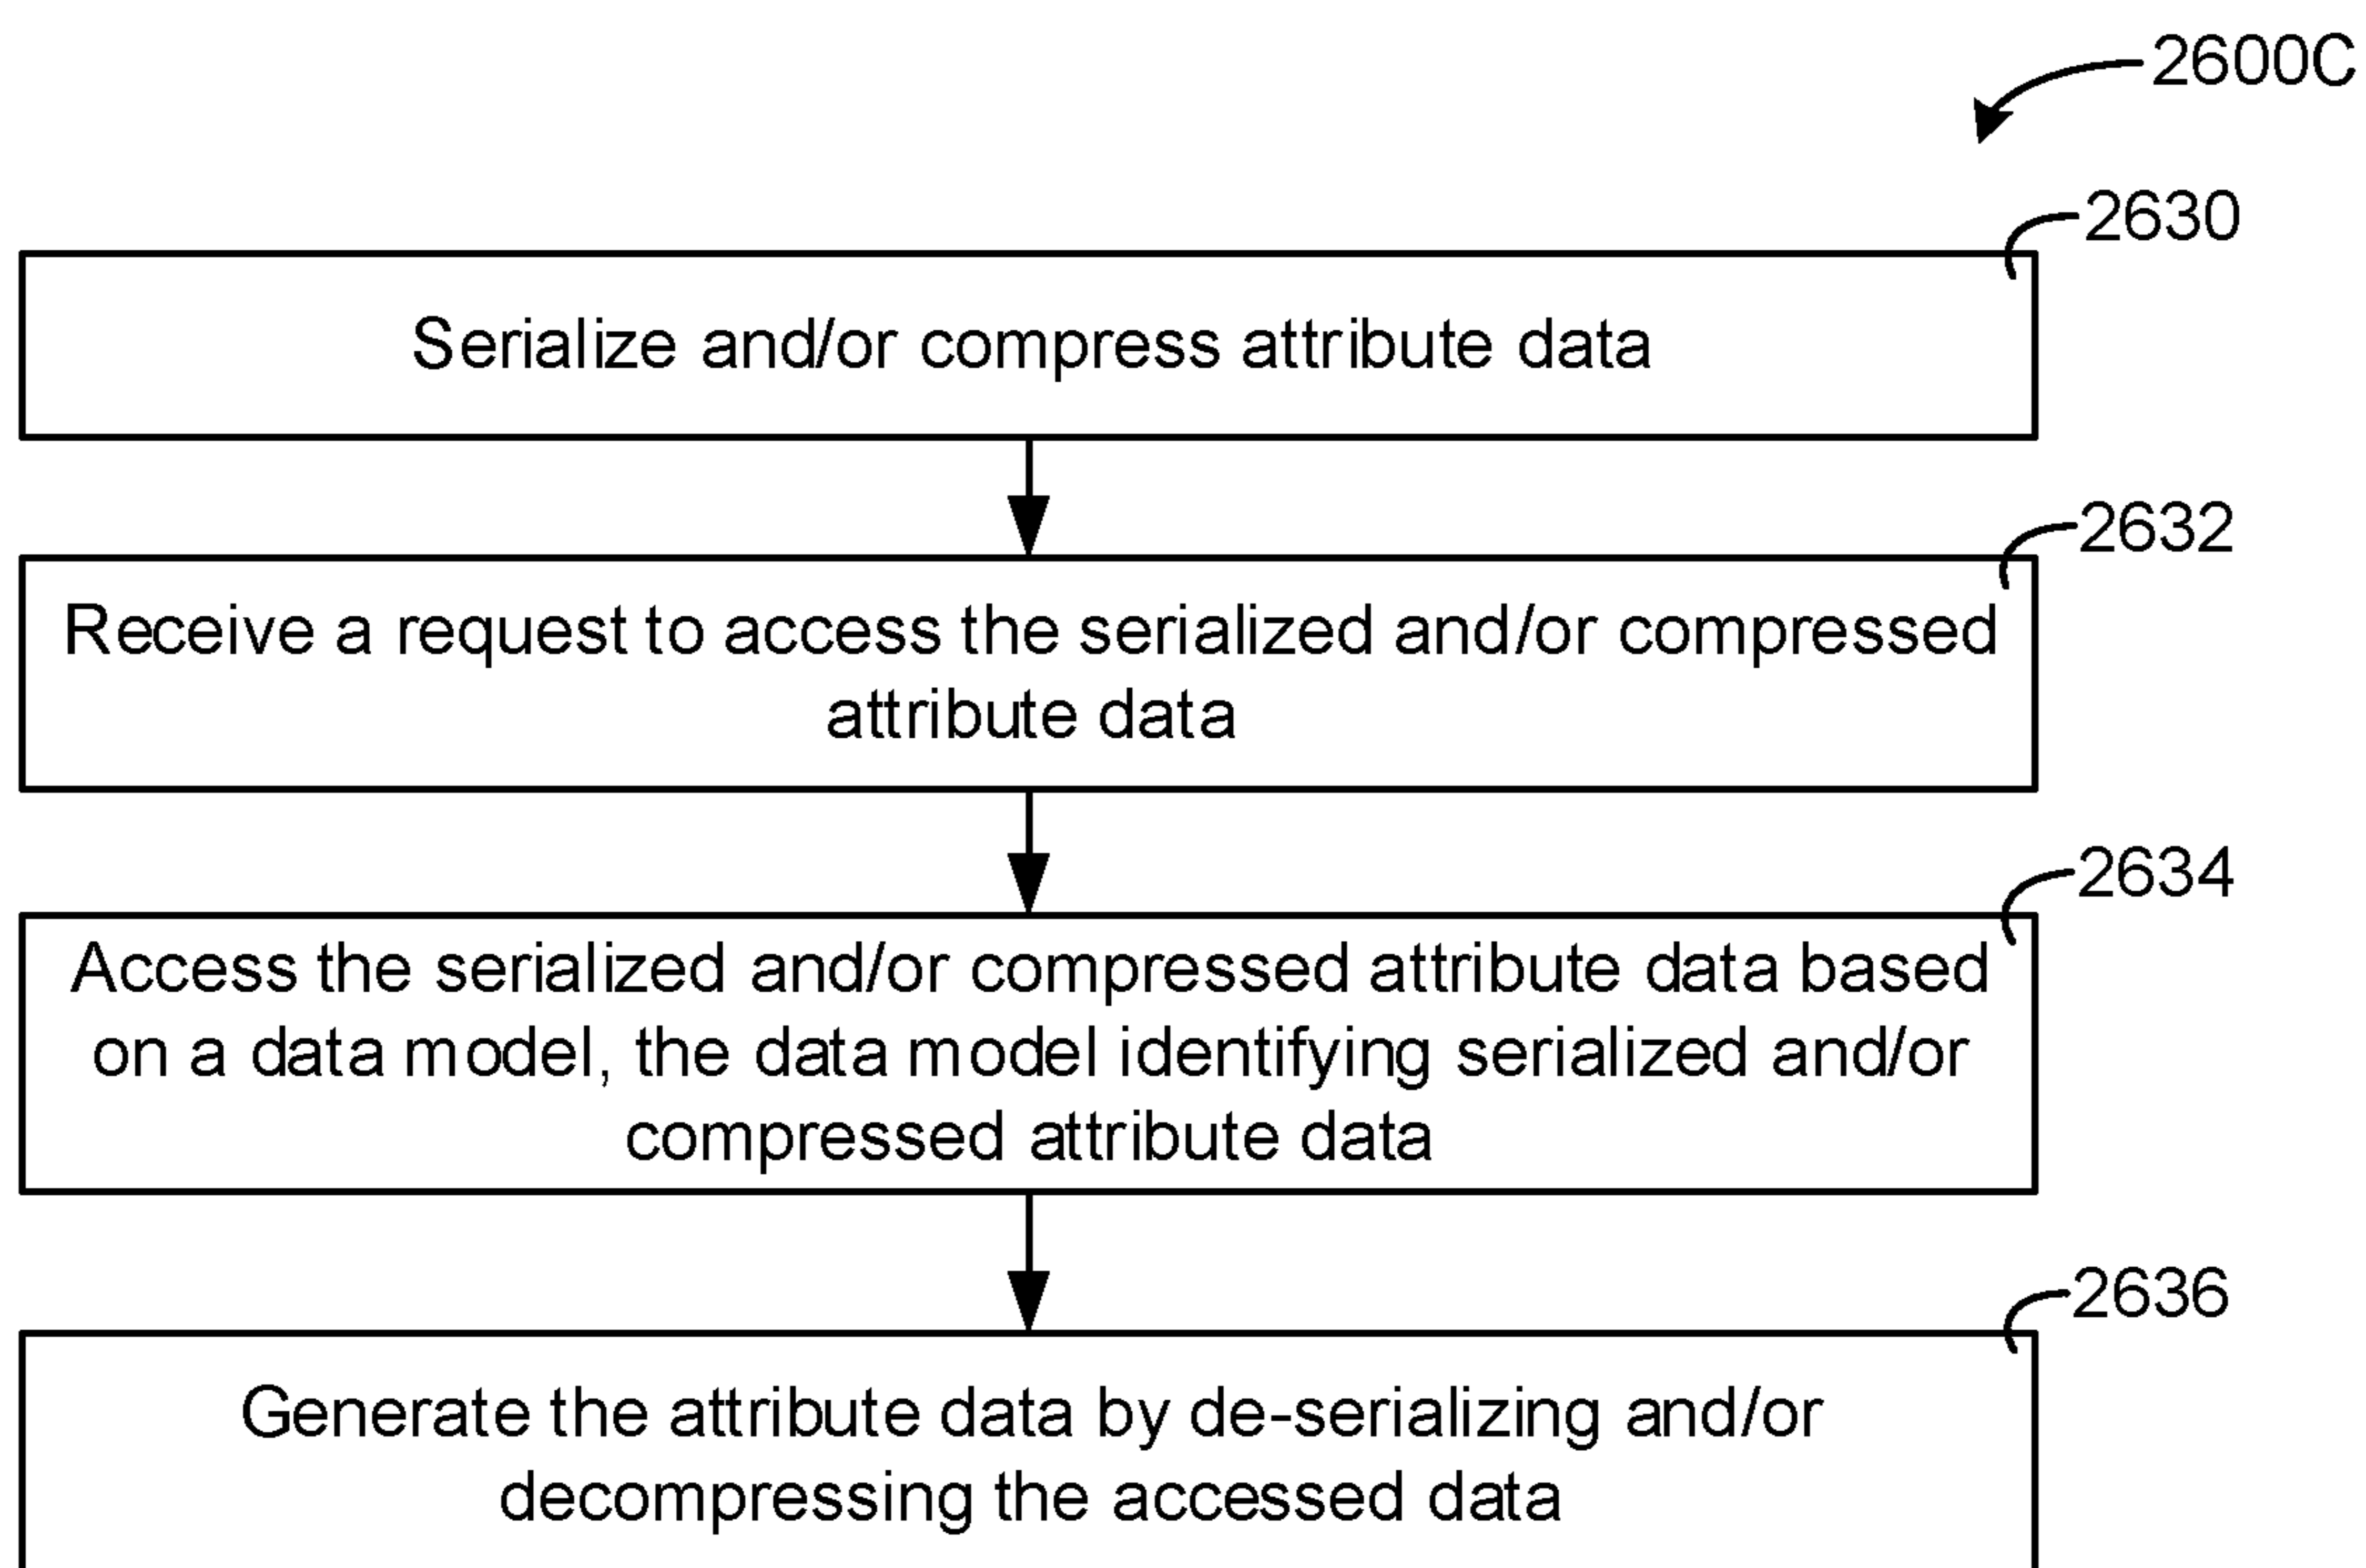 2600C
2630
Serialize and/or compress attribute data
2632
Receive a request to access the serialized and/or compressed
attribute data
2634
Access the serialized and/or compressed attribute data based
on a data model, the data model identifying serialized and/or
compressed attribute data
2636
Generate the attribute data by de-serializing and/or
decompressing the accessed data